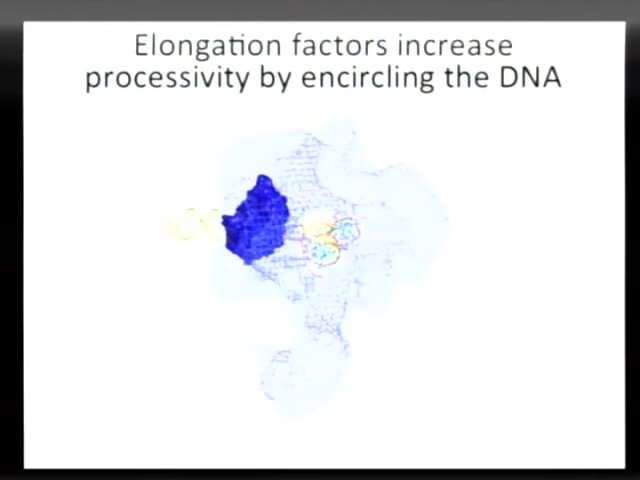 Elongation factors increase
processivity by encircling the DNA